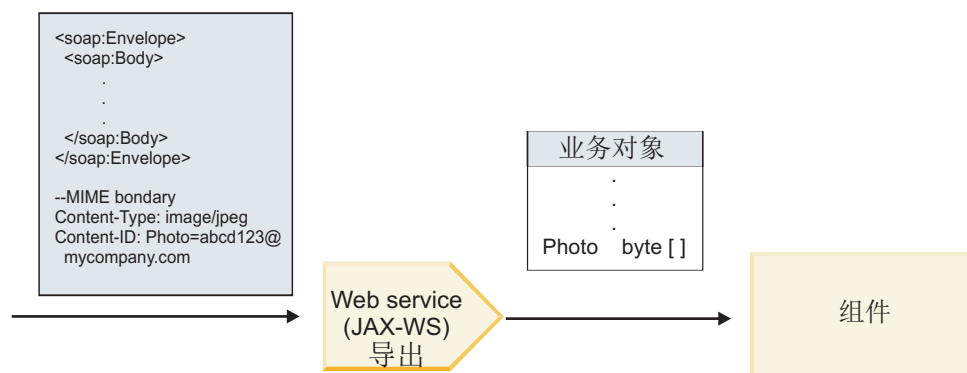 <soap:Envelope>
<soap:Body>
.
.
.
</soap:Body>
</soap:Envelope>
--MIME bondary
Content-Type: image/jpeg
Content-ID: Photo=abcd123@
mycompany.com
Web service
(JAX-WS)
导出
业务对象
.
.
.
Photo byte [ ]
组件